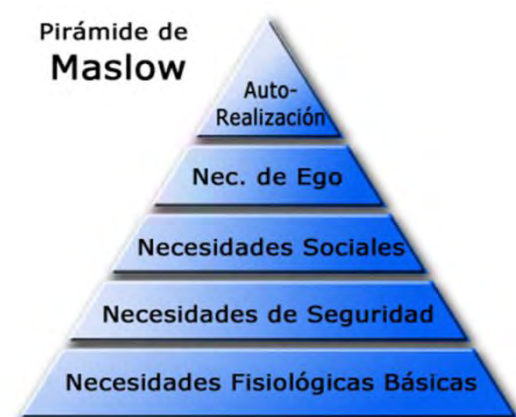 Pirámide de
Maslow
Auto-
Realización
Nec. de Ego
Necesidades Sociales
Necesidades de Seguridad
Necesidades Fisiológicas Básicas